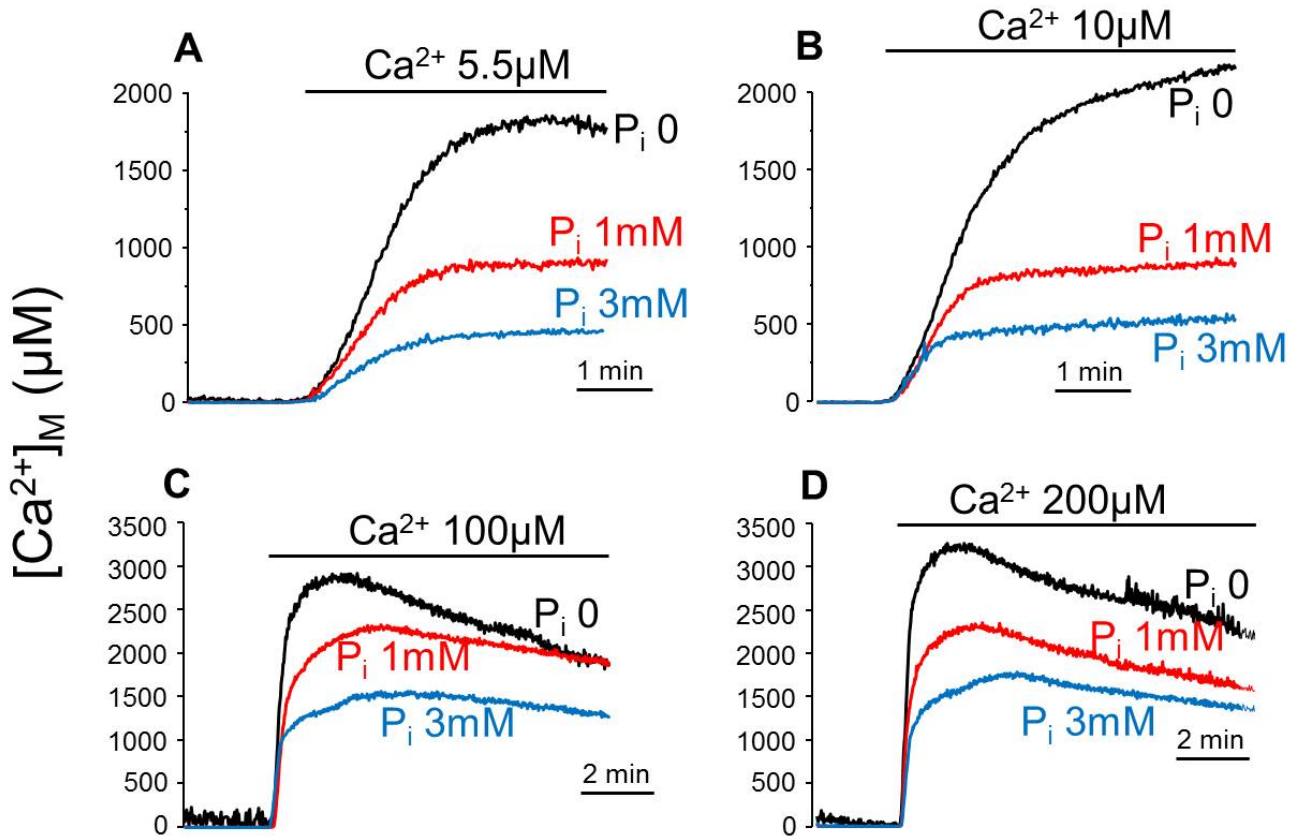 [Ca²⁺]M (µM)
A
Ca²⁺ 5.5µM
2000
1500
1000
500
0
Pi 0
Pi 1mM
Pi 3mM
1 min
B
Ca²⁺ 10µM
2000
1500
1000
500
0
Pi 0
Pi 1mM
Pi 3mM
1 min
C
Ca²⁺ 100µM
3500
3000
2500
2000
1500
1000
500
0
Pi 0
Pi 1mM
Pi 3mM
2 min
D
Ca²⁺ 200µM
3500
3000
2500
2000
1500
1000
500
0
Pi 0
Pi 1mM
Pi 3mM
2 min